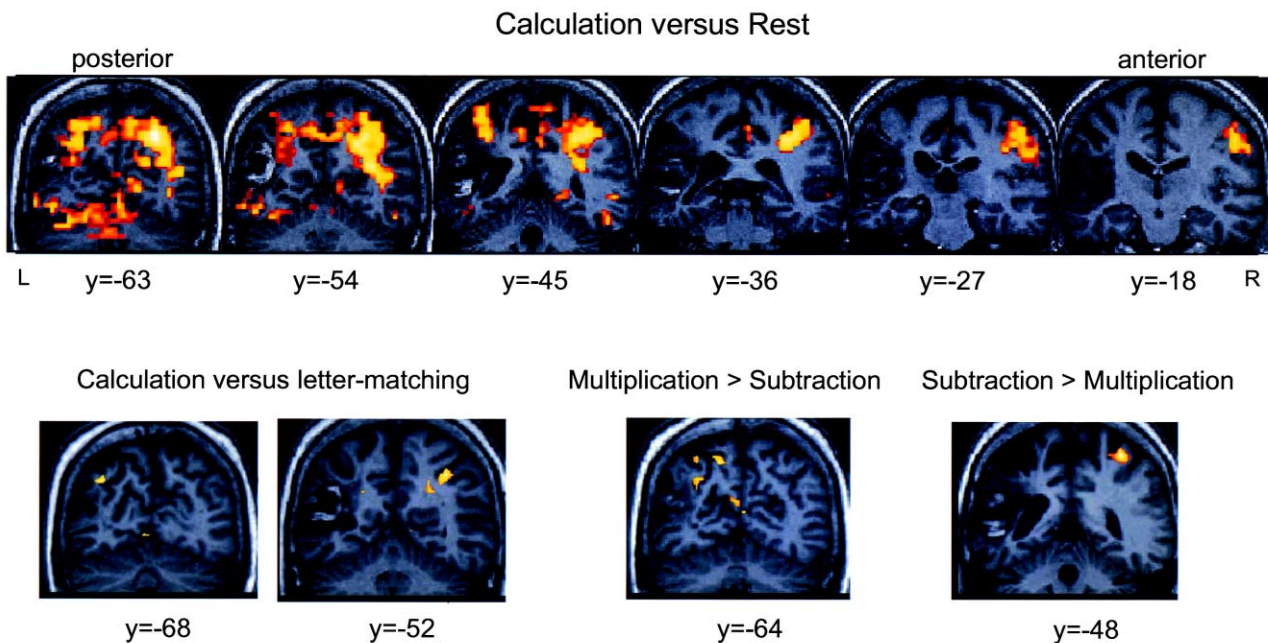 Calculation versus Rest
posterior anterior
L y=-63 y=-54 y=-45 y=-36 y=-27 y=-18 R
Calculation versus letter-matching Multiplication > Subtraction Subtraction > Multiplication
y=-68 y=-52 y=-64 y=-48